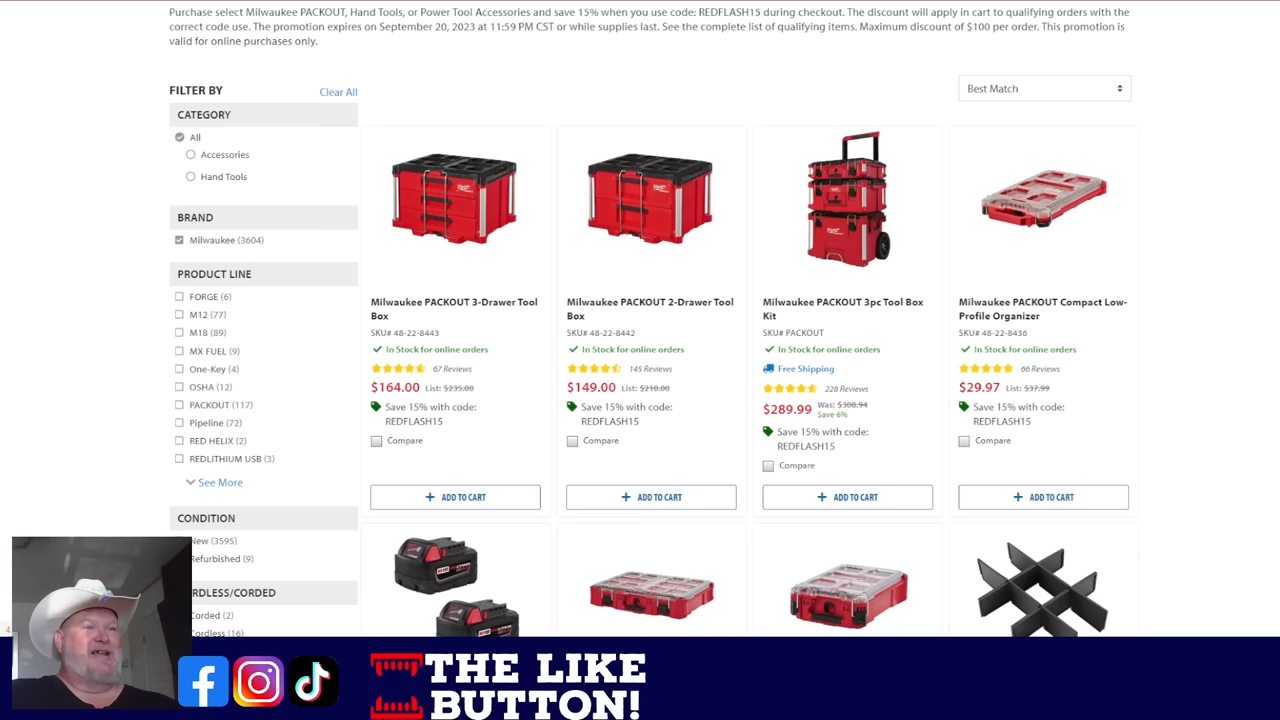 Purchase select Milwaukee PACKOUT, Hand Tools, or Power Tool Accessories and save 15% when you use code: REDFLASH15 during checkout. The discount will apply in cart to qualifying orders with the
correct code use. The promotion expires on September 20, 2023 at 11:59 PM CST or while supplies last. See the complete list of qualifying items. Maximum discount of $100 per order. This promotion is
valid for online purchases only.
FILTER BY
Clear All
Best Match
CATEGORY
All
Accessories
Hand Tools
BRAND
Milwaukee (3604)
PRODUCT LINE
FORGE (6)
M12 (77)
M18 (89)
MX FUEL (9)
One-Key (4)
OSHA (12)
PACKOUT (117)
Pipeline (72)
RED HELIX (2)
REDLITHIUM USB (3)
See More
CONDITION
New (3595)
Refurbished (9)
RDLESS/CORDED
Corded (2)
Cordless (16)
Milwaukee PACKOUT 3-Drawer Tool
Box
SKU# 48-22-8443
In Stock for online orders
67 Reviews
$164.00 List: $235.00
Save 15% with code:
REDFLASH15
Compare
+ ADD TO CART
Milwaukee PACKOUT 2-Drawer Tool
Box
SKU# 48-22-8442
In Stock for online orders
145 Reviews
$149.00 List: $210.00
Save 15% with code:
REDFLASH15
Compare
+ ADD TO CART
Milwaukee PACKOUT 3pc Tool Box
Kit
SKU# PACKOUT
In Stock for online orders
Free Shipping
228 Reviews
$289.99 Was: $308.94
Save 6%
Save 15% with code:
REDFLASH15
Compare
+ ADD TO CART
Milwaukee PACKOUT Compact Low-
Profile Organizer
SKU# 48-22-8436
In Stock for online orders
66 Reviews
$29.97 List: $37.99
Save 15% with code:
REDFLASH15
Compare
+ ADD TO CART
THE LIKE
BUTTON!